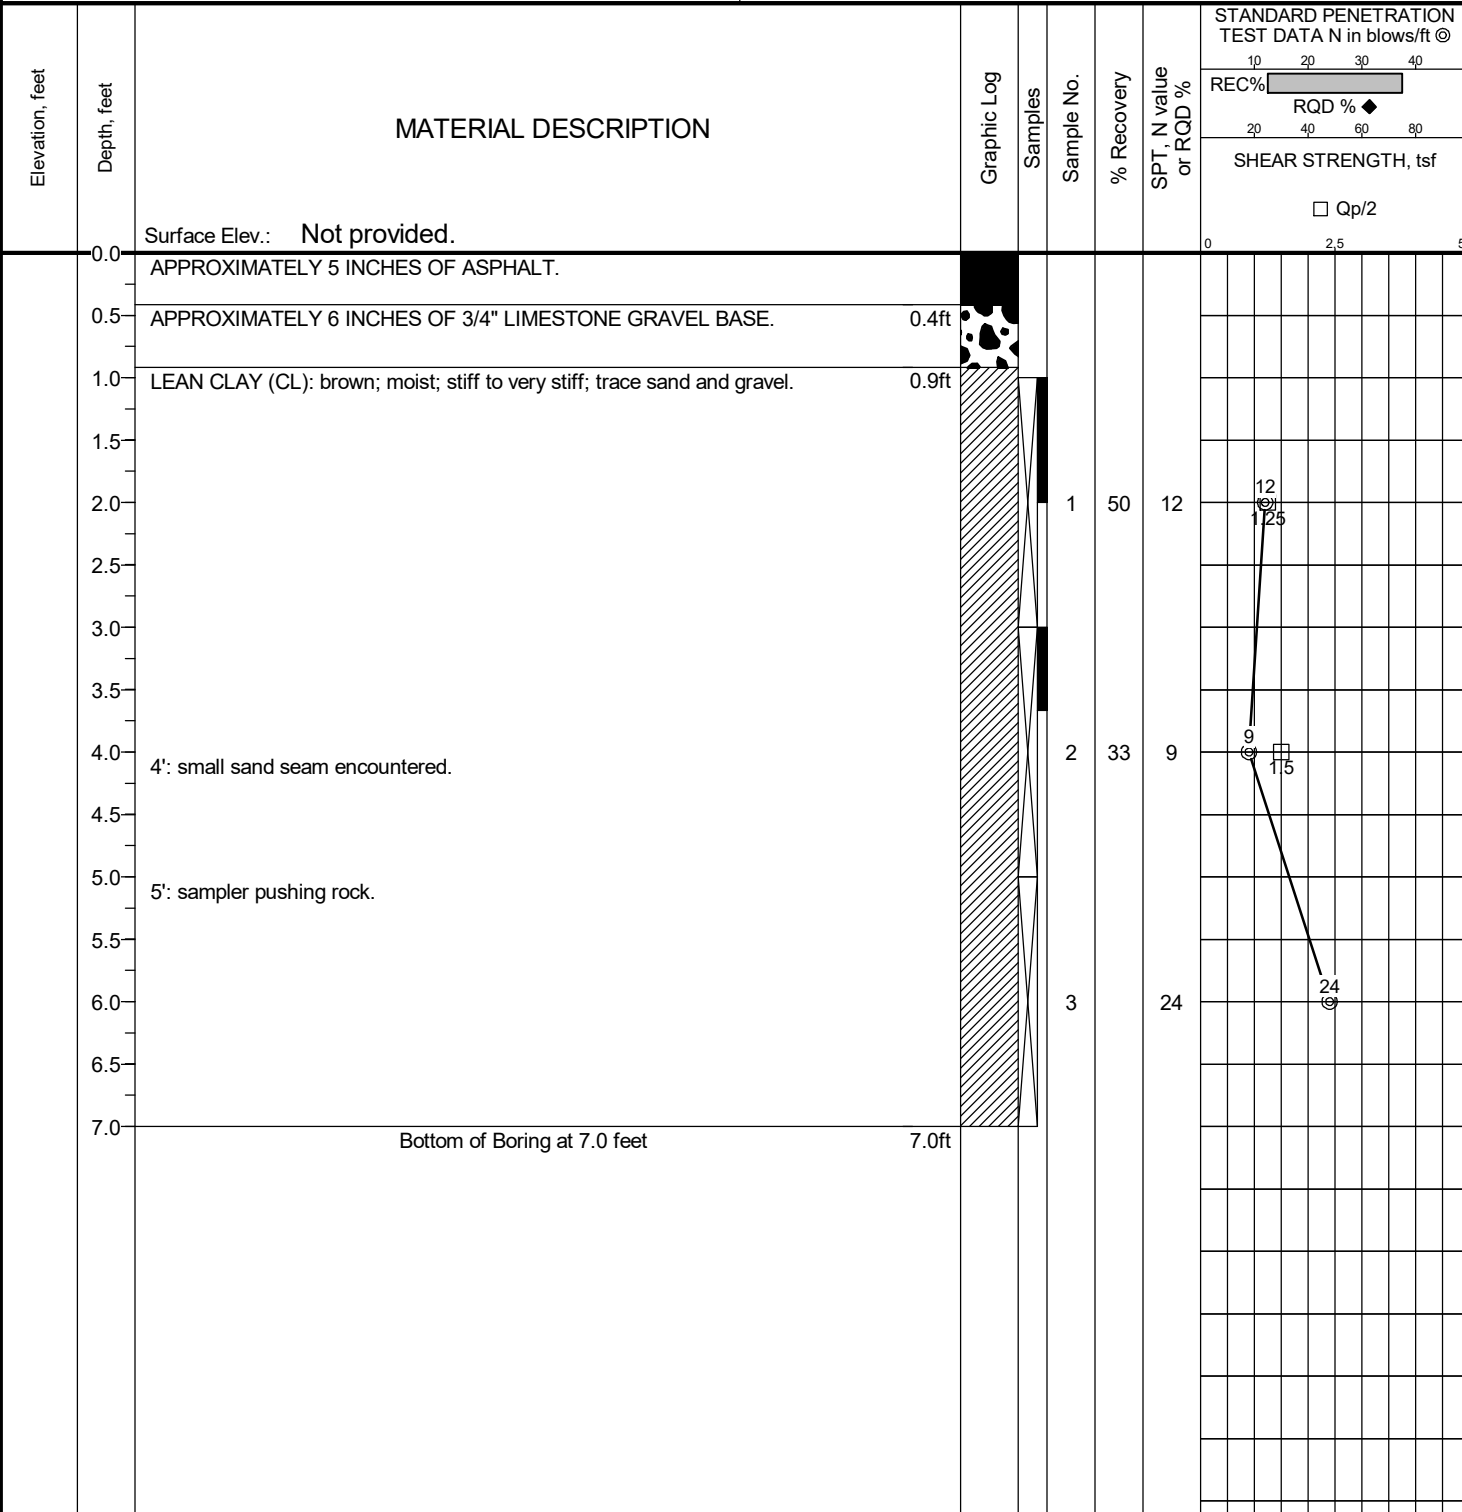 Elevation, feet
Depth, feet
MATERIAL DESCRIPTION
Surface Elev.: Not provided.
Graphic Log
Samples
Sample No.
% Recovery
SPT, N value
or RQD %
STANDARD PENETRATION
TEST DATA N in blows/ft ◎
10 20 30 40
REC%
RQD % ◆
20 40 60 80
SHEAR STRENGTH, tsf
□ Qp/2
0 2.5 5
0.0
APPROXIMATELY 5 INCHES OF ASPHALT.
0.5 APPROXIMATELY 6 INCHES OF 3/4" LIMESTONE GRAVEL BASE. 0.4ft
1.0 LEAN CLAY (CL): brown; moist; stiff to very stiff; trace sand and gravel. 0.9ft
1.5
12
2.0 1 50 12
1.25
2.5
3.0
3.5
9
4.0 2 33 9
4': small sand seam encountered. 1.5
4.5
5.0
5': sampler pushing rock.
5.5
24
6.0 3 24
6.5
7.0
Bottom of Boring at 7.0 feet 7.0ft